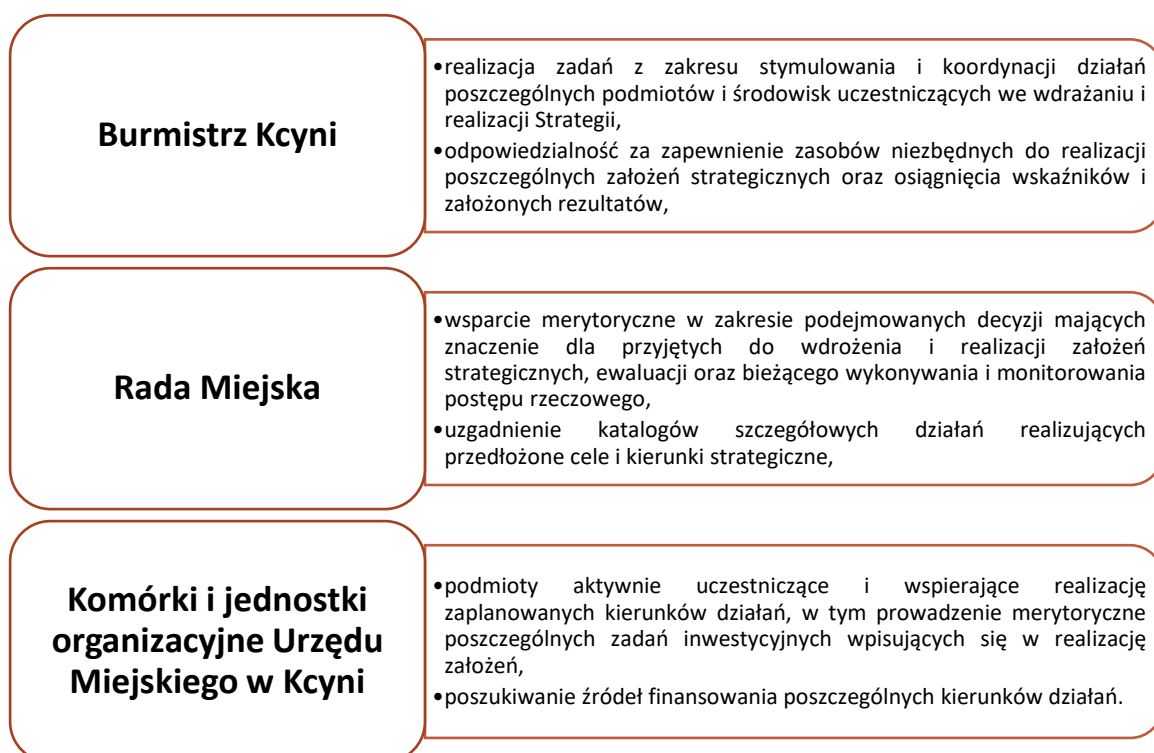 Burmistrz Kcyni
•realizacja zadań z zakresu stymulowania i koordynacji działań
poszczególnych podmiotów i środowisk uczestniczących we wdrażaniu i
realizacji Strategii,
•odpowiedzialność za zapewnienie zasobów niezbędnych do realizacji
poszczególnych założeń strategicznych oraz osiągnięcia wskaźników i
założonych rezultatów,
Rada Miejska
•wsparcie merytoryczne w zakresie podejmowanych decyzji mających
znaczenie dla przyjętych do wdrożenia i realizacji założeń
strategicznych, ewaluacji oraz bieżącego wykonywania i monitorowania
postępu rzeczowego,
•uzgadnienie katalogów szczegółowych działań realizujących
przedłożone cele i kierunki strategiczne,
Komórki i jednostki
organizacyjne Urzędu
Miejskiego w Kcyni
•podmioty aktywnie uczestniczące i wspierające realizację
zaplanowanych kierunków działań, w tym prowadzenie merytoryczne
poszczególnych zadań inwestycyjnych wpisujących się w realizację
założeń,
•poszukiwanie źródeł finansowania poszczególnych kierunków działań.